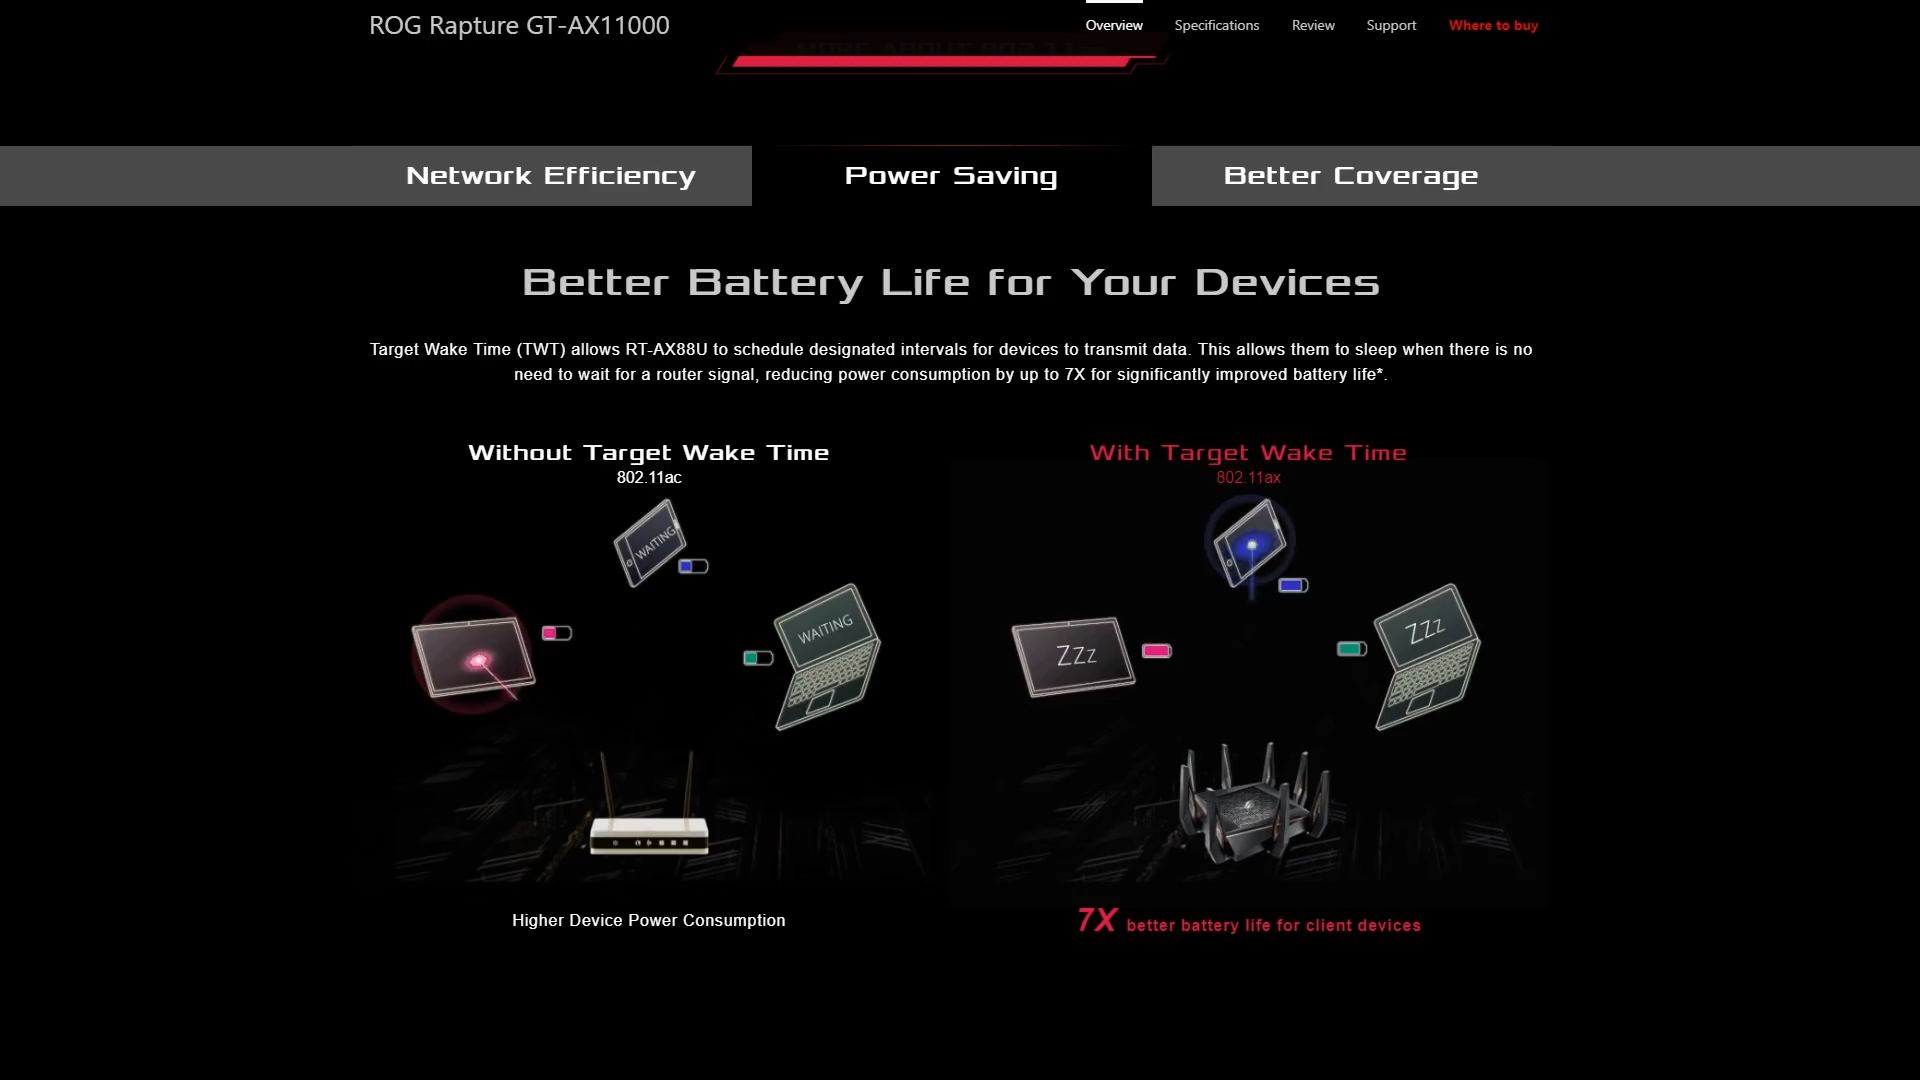 ROG Rapture GT-AX11000
Overview
Specifications
Review
Support
Where to buy
MORE ABOUT 802.11ax
Network Efficiency
Power Saving
Better Coverage
Better Battery Life for Your Devices
Target Wake Time (TWT) allows RT-AX88U to schedule designated intervals for devices to transmit data. This allows them to sleep when there is no
need to wait for a router signal, reducing power consumption by up to 7X for significantly improved battery life*.
Without Target Wake Time
802.11ac
WAITING
WAITING
Higher Device Power Consumption
With Target Wake Time
802.11ax
ZZZ
ZZZ
7X better battery life for client devices